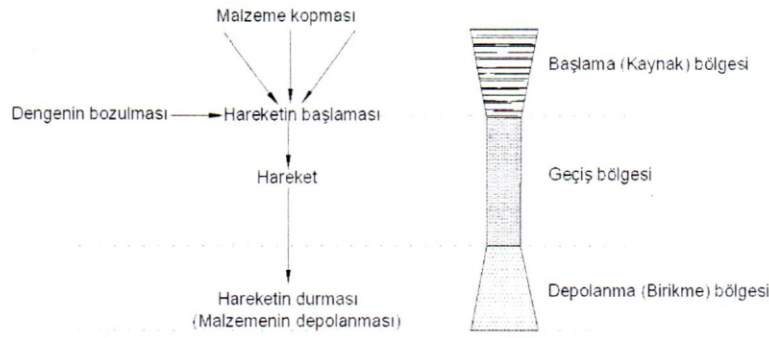 Malzeme kopması
Başlama (Kaynak) bölgesi
Dengenin bozulması
Hareketin başlaması
Geçiş bölgesi
Hareket
Depolanma (Birikme) bölgesi
Hareketin durması
(Malzemenin depolanması)